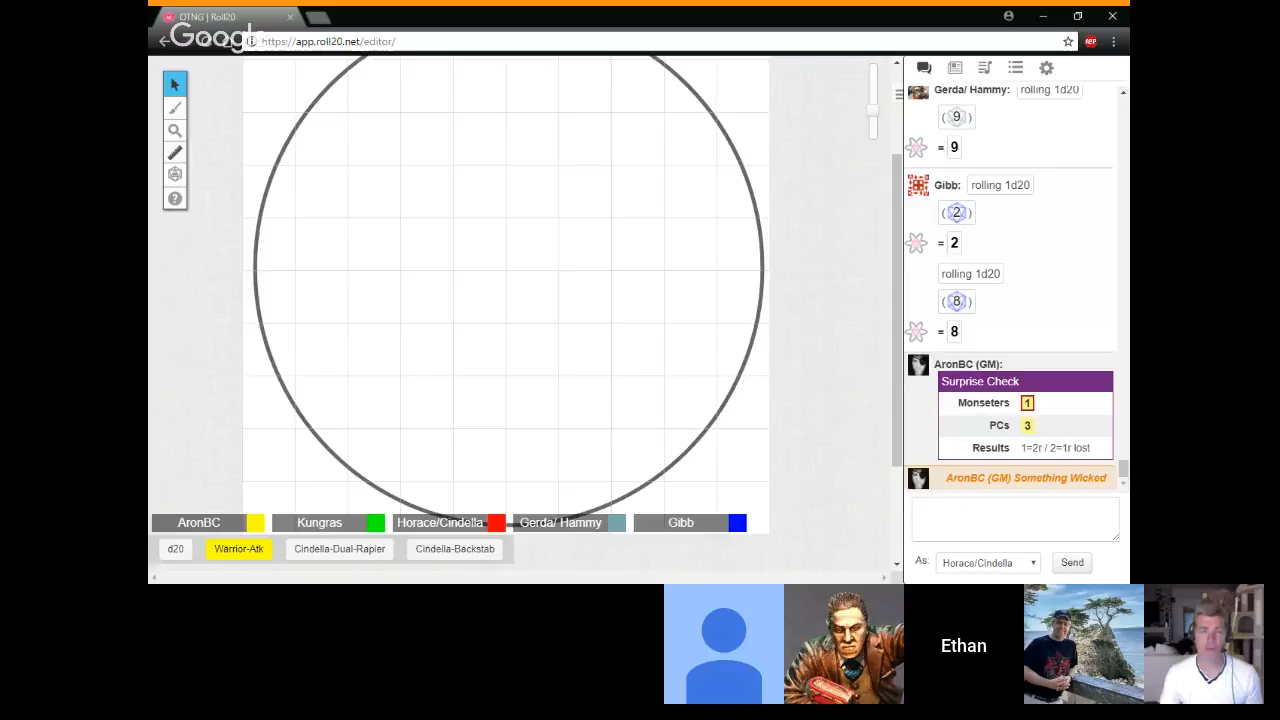 OTNG | Roll20
Google
https://app.roll20.net/editor/
ABP
Gerda/ Hammy: rolling 1d20
(9)
= 9
Gibb: rolling 1d20
(2)
= 2
rolling 1d20
(8)
= 8
AronBC (GM):
Surprise Check
Monseters 1
PCs 3
Results 1=2r / 2=1r lost
AronBC (GM) Something Wicked
AronBC Kungras Horace/Cindella Gerda/ Hammy Gibb
d20 Warrior-Atk Cindella-Dual-Rapier Cindella-Backstab
As: Horace/Cindella Send
Ethan